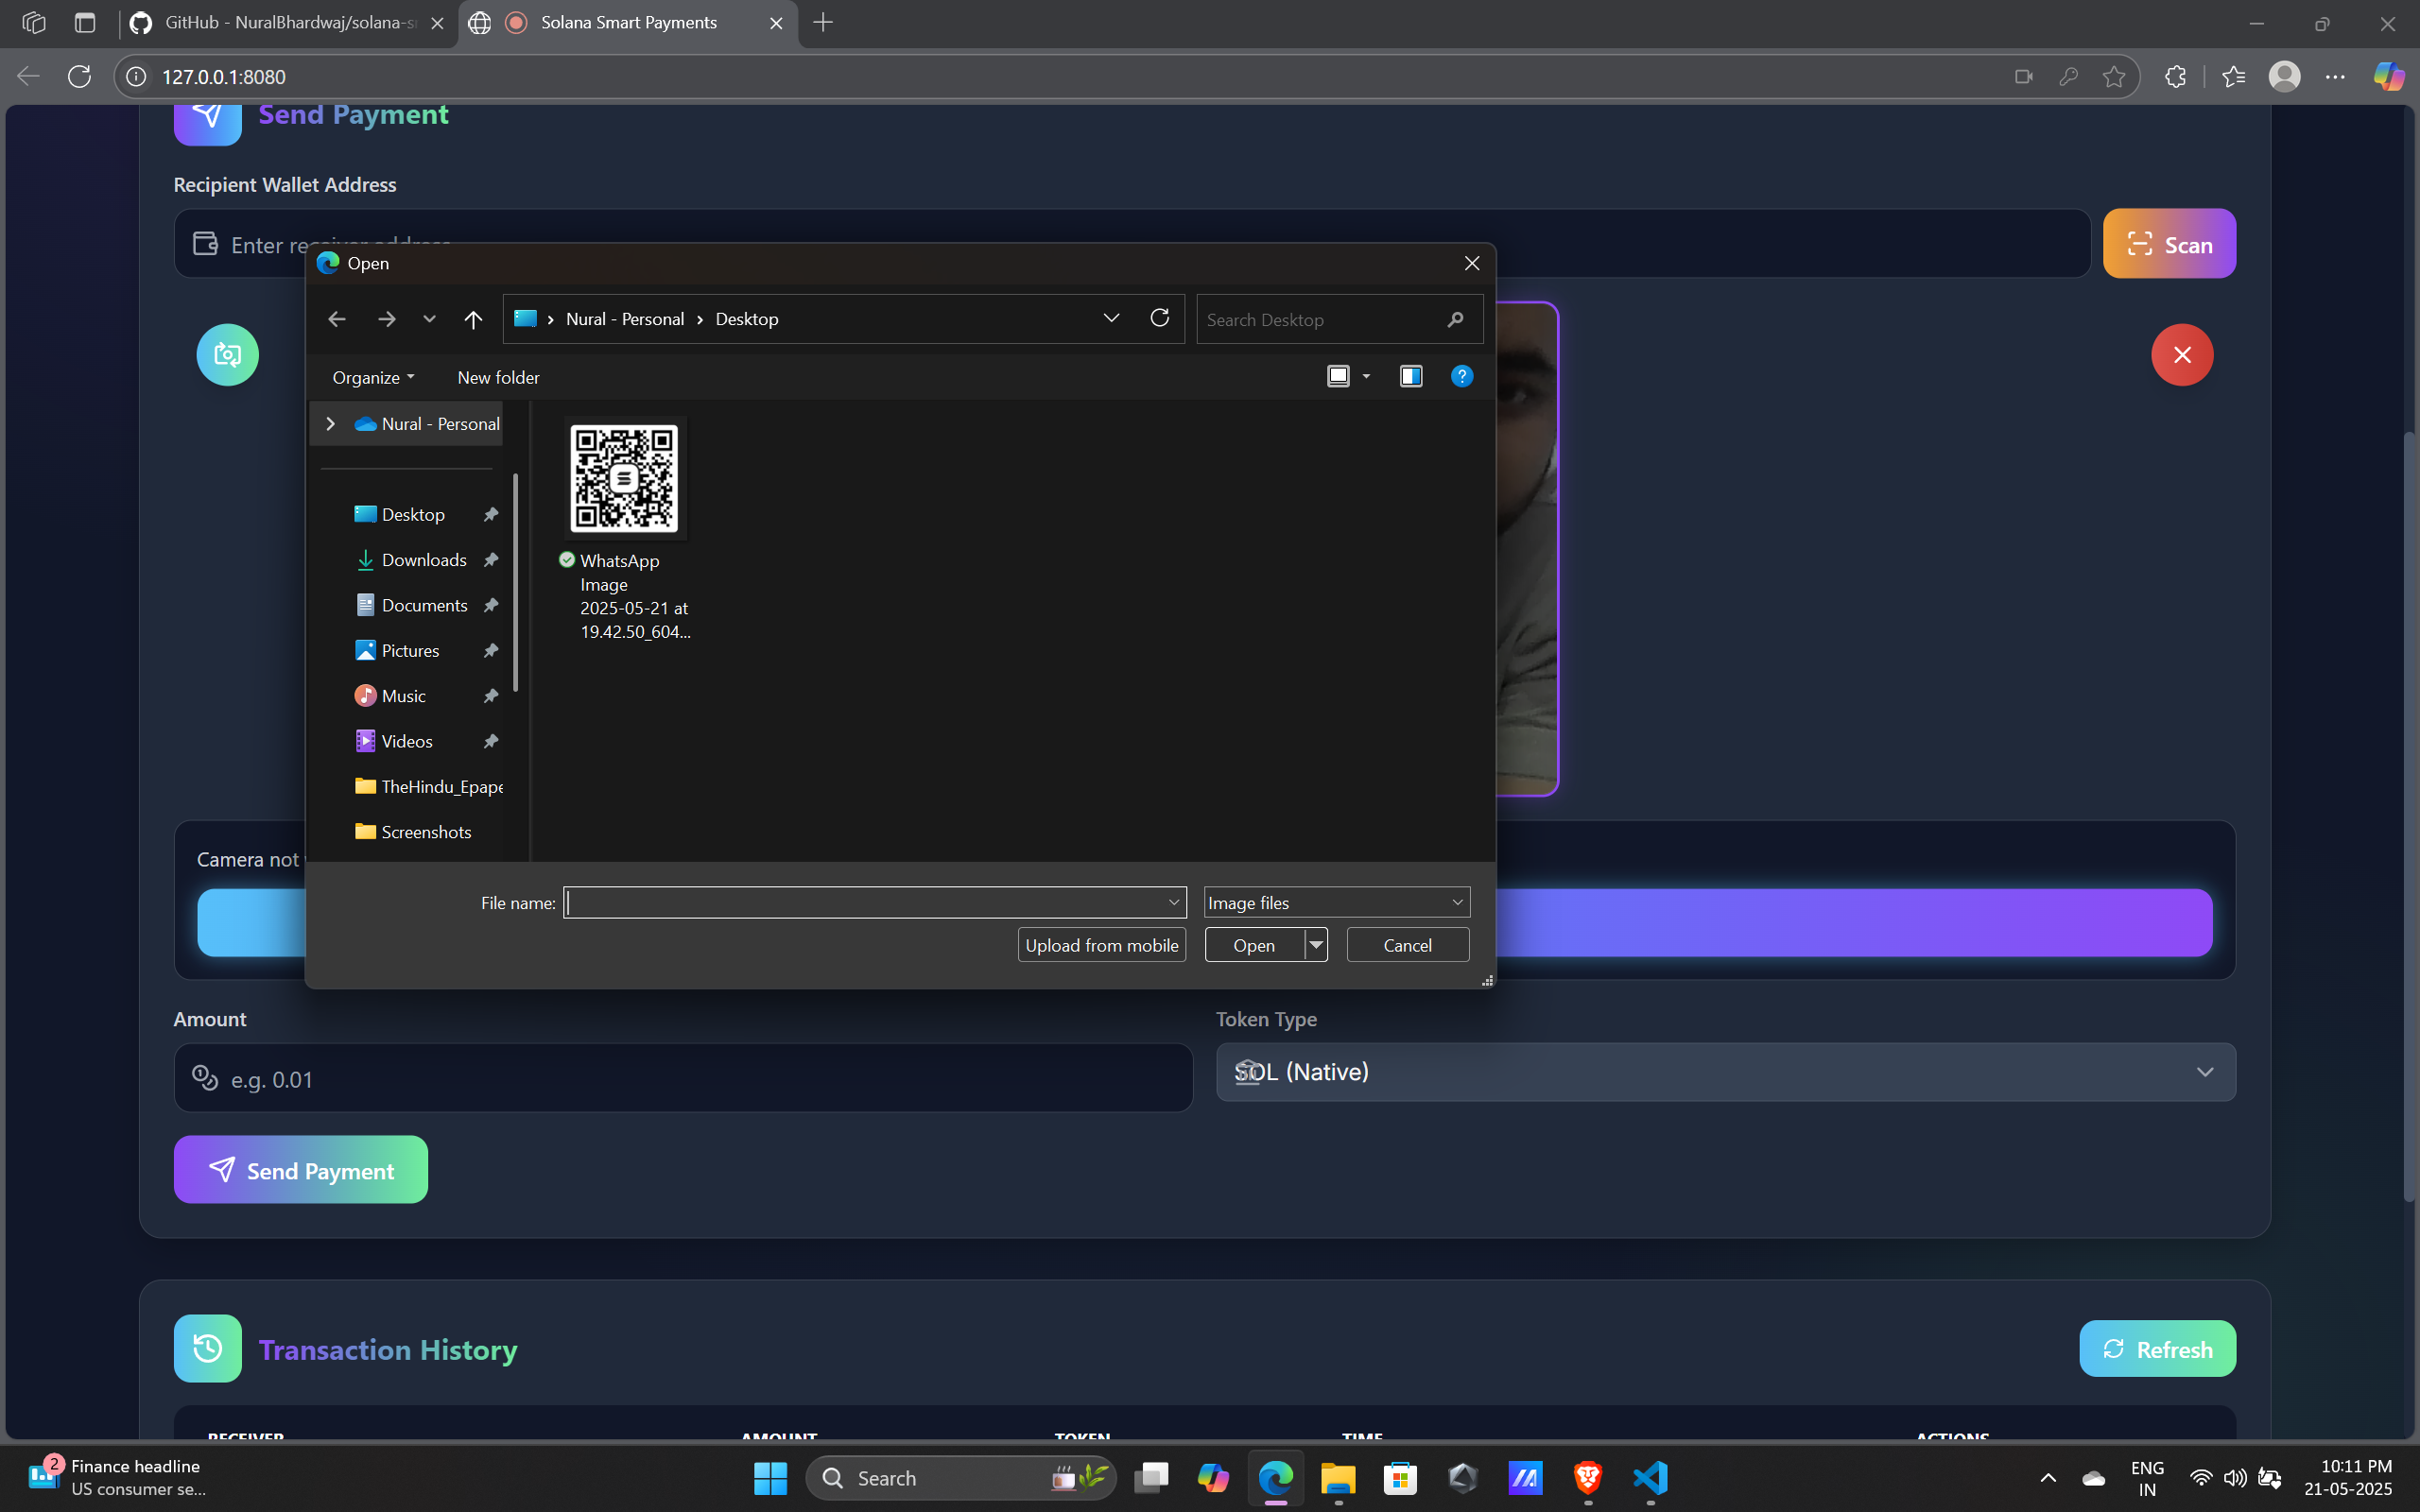 GitHub - NuralBhardwaj/solana-s
Solana Smart Payments
127.0.0.1:8080
Send Payment
Recipient Wallet Address
Enter receiver address
Scan
Open
Nural - Personal
Desktop
Search Desktop
Organize
New folder
Nural - Personal
Desktop
Downloads
Documents
Pictures
Music
Videos
TheHindu_Epape
Screenshots
WhatsApp
Image
2025-05-21 at
19.42.50_604...
Camera not
File name:
Image files
Upload from mobile
Open
Cancel
Amount
Token Type
e.g. 0.01
SOL (Native)
Send Payment
Transaction History
Refresh
RECEIVER
AMOUNT
TOKEN
TIME
ACTIONS
2
Finance headline
US consumer se...
Search
ENG
IN
10:11 PM
21-05-2025